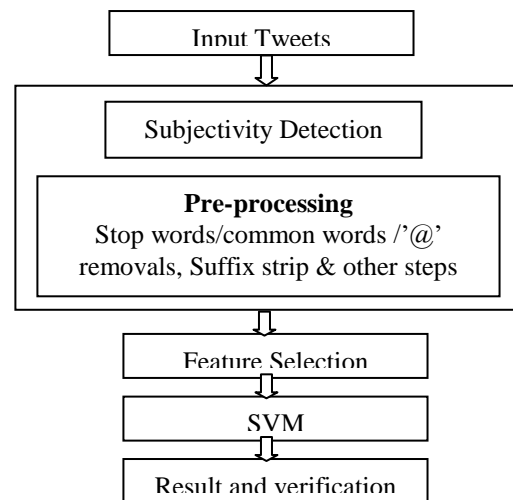 Input Tweets
Subjectivity Detection
Pre-processing
Stop words/common words /’@’
removals, Suffix strip & other steps
Feature Selection
SVM
Result and verification